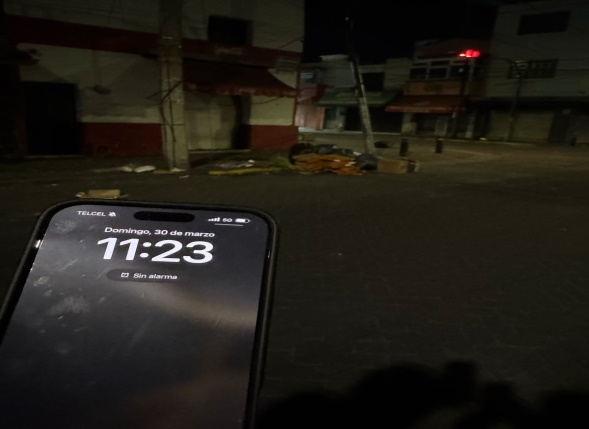 TELCEL
5G
Domingo, 30 de marzo
11:23
Sin alarma